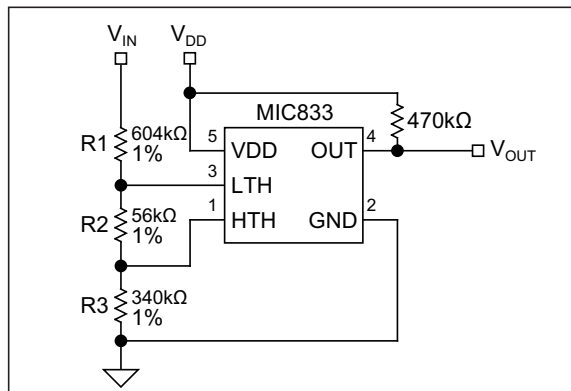 V_IN V_DD
MIC833
R1 604kΩ 1%
470kΩ
5 VDD OUT 4
V_OUT
3 LTH
R2 56kΩ 1%
1 HTH GND 2
R3 340kΩ 1%